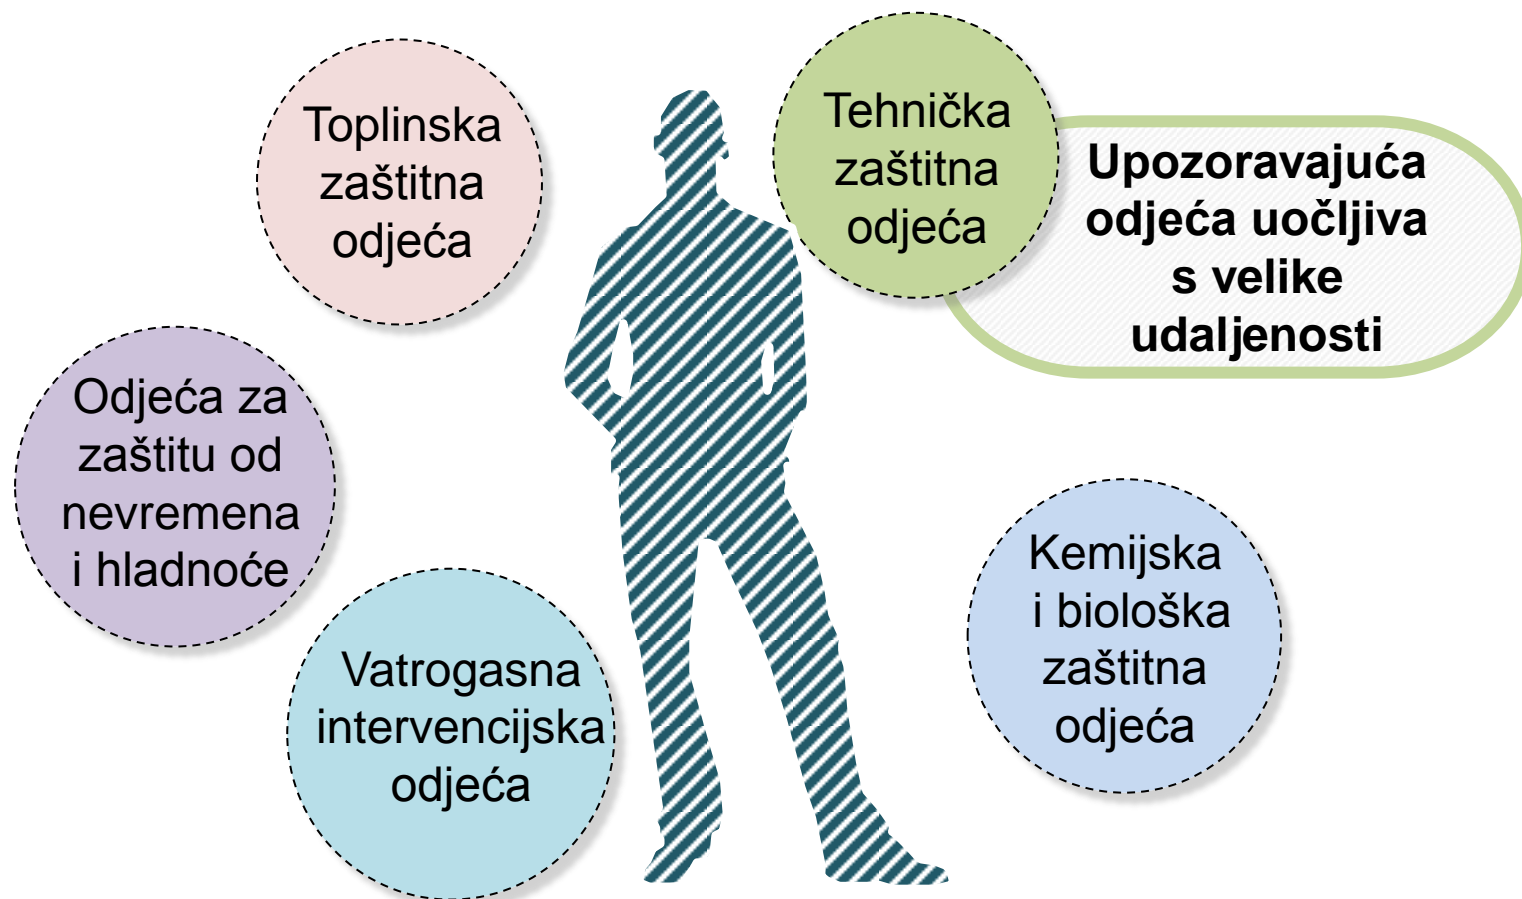 Toplinska
zaštitna
odjeća
Tehnička
zaštitna
odjeća
Upozoravajuća
odjeća uočljiva
s velike
udaljenosti
Odjeća za
zaštitu od
nevremena
i hladnoće
Vatrogasna
intervencijska
odjeća
Kemijska
i biološka
zaštitna
odjeća